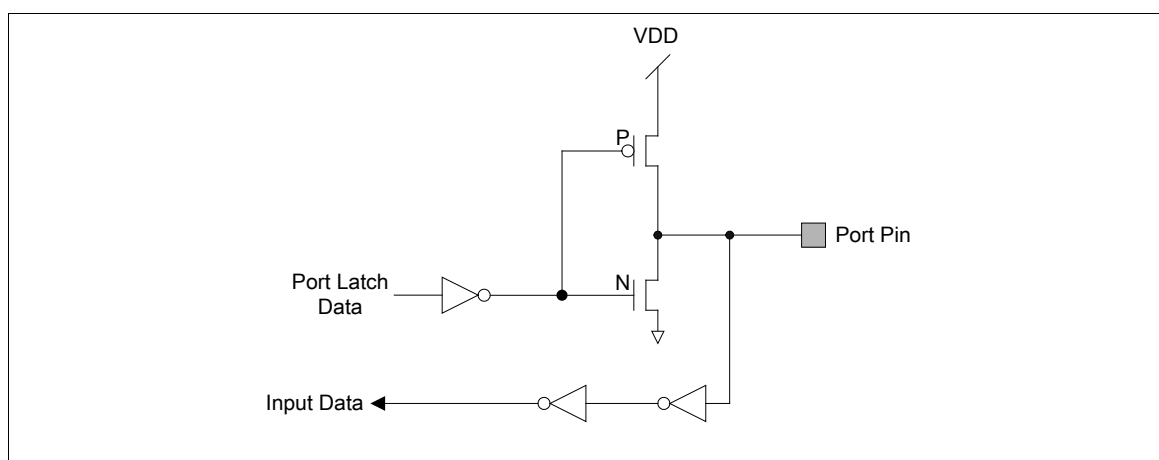 VDD
P
Port Pin
N
Port Latch
Data
Input Data